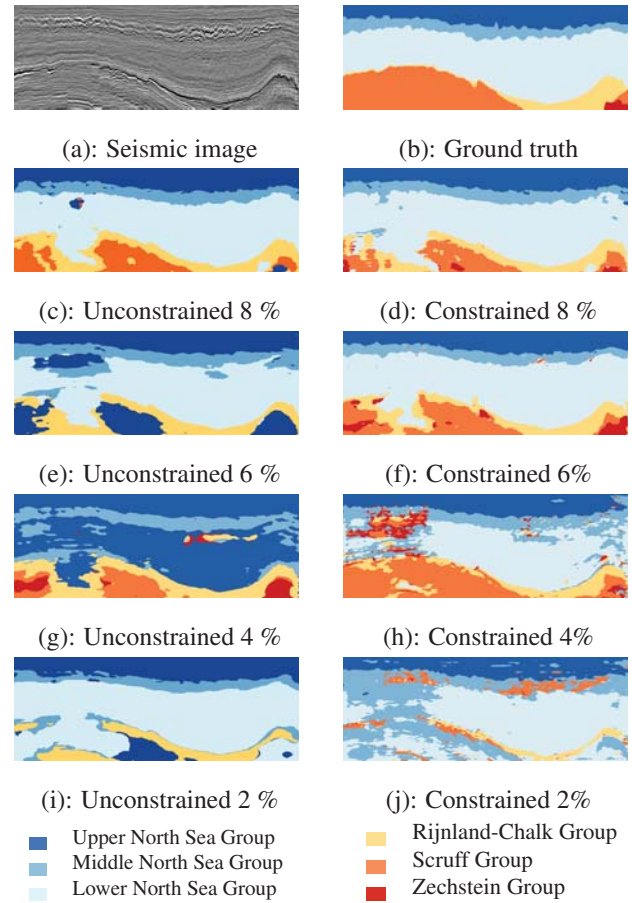 (a): Seismic image
(b): Ground truth
(c): Unconstrained 8 %
(d): Constrained 8 %
(e): Unconstrained 6 %
(f): Constrained 6%
(g): Unconstrained 4 %
(h): Constrained 4%
(i): Unconstrained 2 %
(j): Constrained 2%
Upper North Sea Group
Middle North Sea Group
Lower North Sea Group
Rijnland-Chalk Group
Scruff Group
Zechstein Group